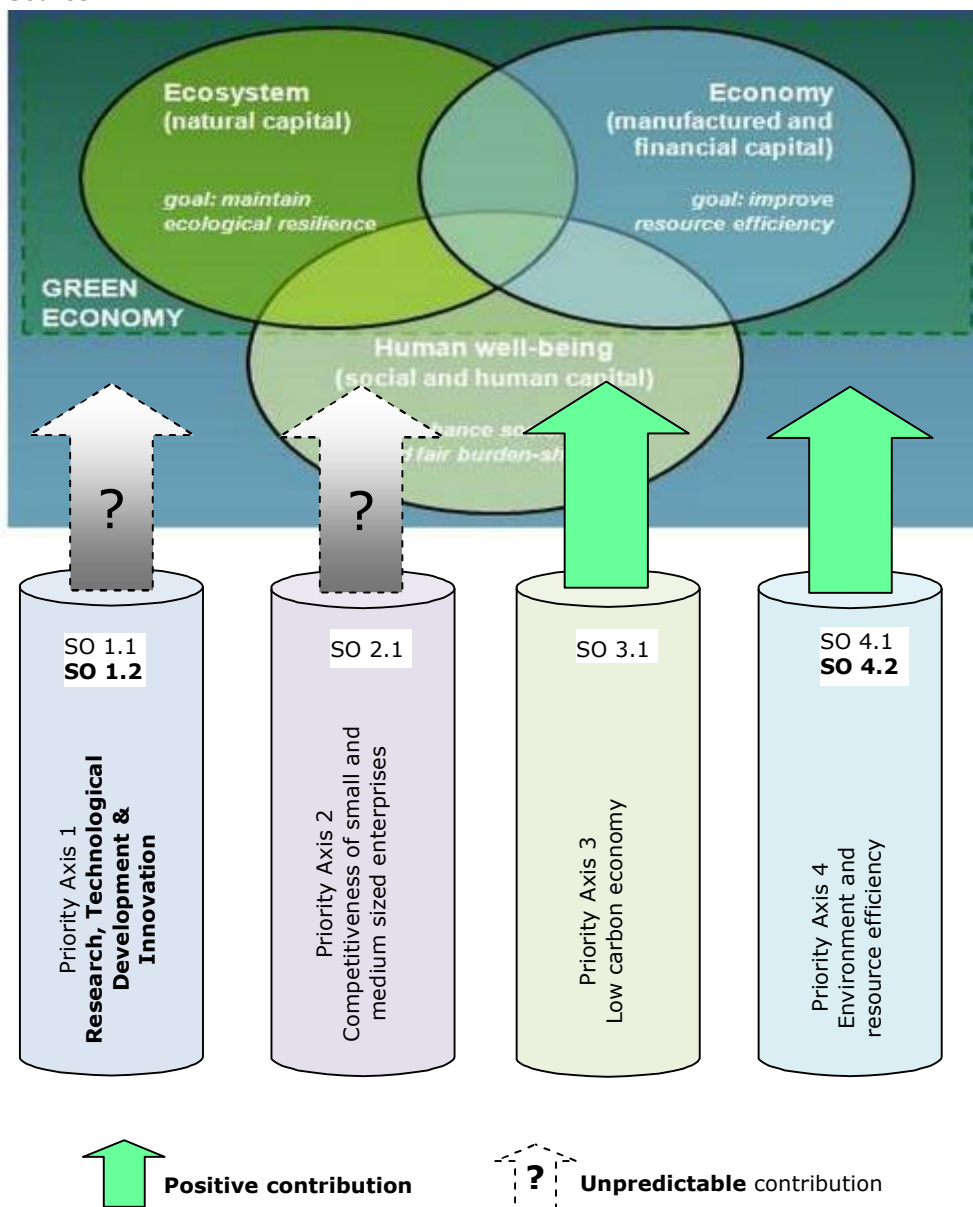 Ecosystem
(natural capital)
goal: maintain
ecological resilience
Economy
(manufactured and
financial capital)
goal: improve
resource efficiency
GREEN
ECONOMY
Human well-being
(social and human capital)
fair burden-sh
?
?
SO 1.1
SO 1.2
SO 2.1
SO 3.1
SO 4.1
SO 4.2
Priority Axis 1
Research, Technological
Development &
Innovation
Priority Axis 2
Competitiveness of small and
medium sized enterprises
Priority Axis 3
Low carbon economy
Priority Axis 4
Environment and
resource efficiency
Positive contribution
?
Unpredictable contribution